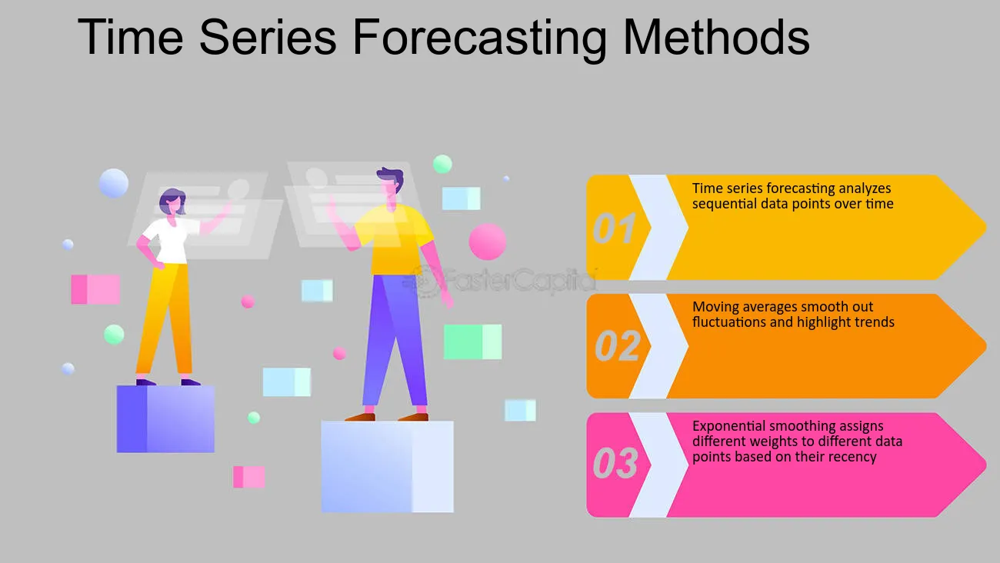 Time Series Forecasting Methods
01
Time series forecasting analyzes
sequential data points over time
FasterCapital
02
Moving averages smooth out
fluctuations and highlight trends
03
Exponential smoothing assigns
different weights to different data
points based on their recency